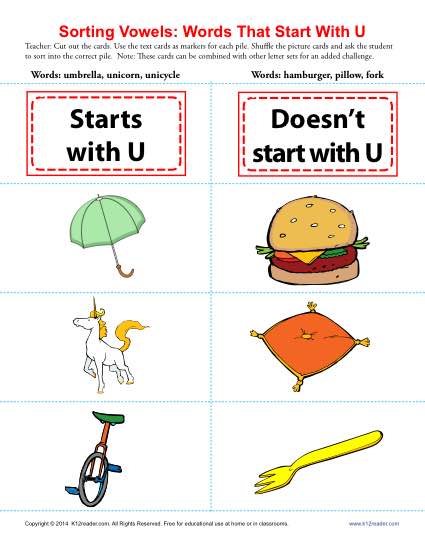 Sorting Vowels: Words That Start With U
Teacher: Cut out the cards. Use the text cards as markers for each pile. Shuffle the picture cards and ask the student
to sort into the correct pile.  Note: These cards can be combined with other letter sets for an added challenge.
Words: umbrella, unicorn, unicycle
Words: hamburger, pillow, fork
Starts
with U
Doesn't
start with U
Copyright © 2014  K12reader.com. All Rights Reserved. Free for educational use at home or in classrooms.
www.k12reader.com